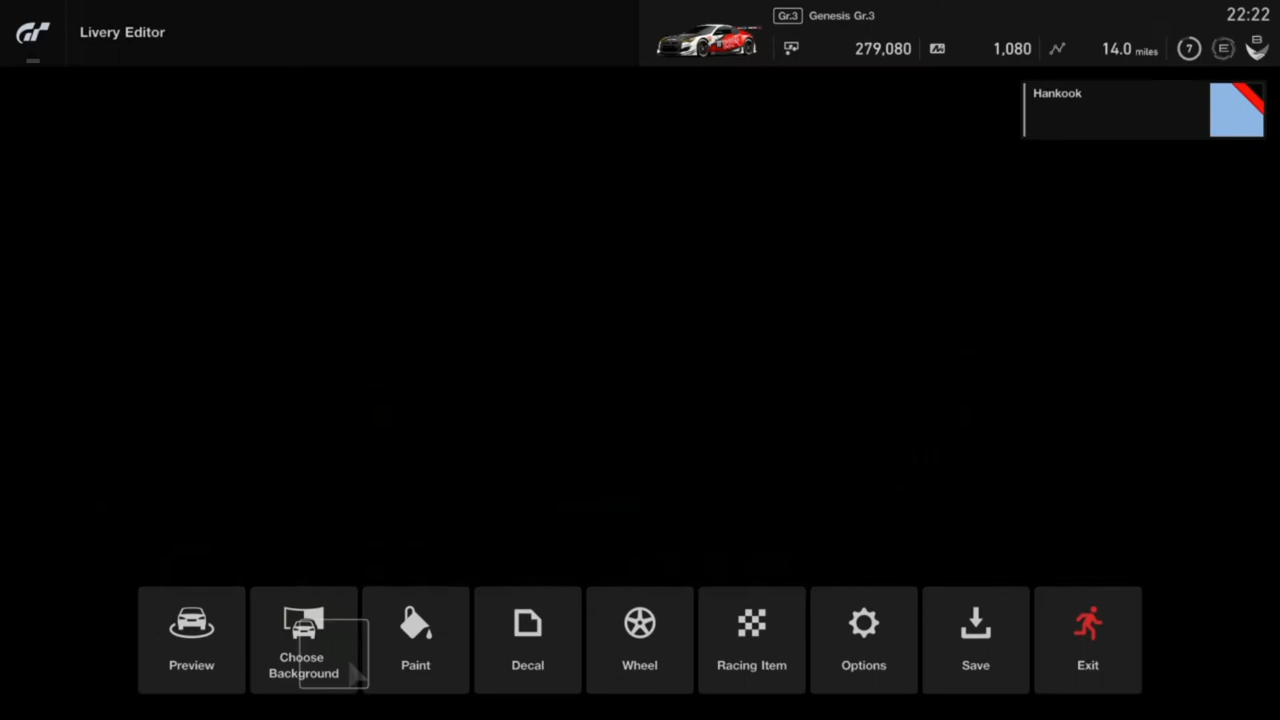 Livery Editor
Gr.3 Genesis Gr.3
22:22
279,080
1,080
14.0 miles
7
E
B
Hankook
Preview
Choose
Background
Paint
Decal
Wheel
Racing Item
Options
Save
Exit